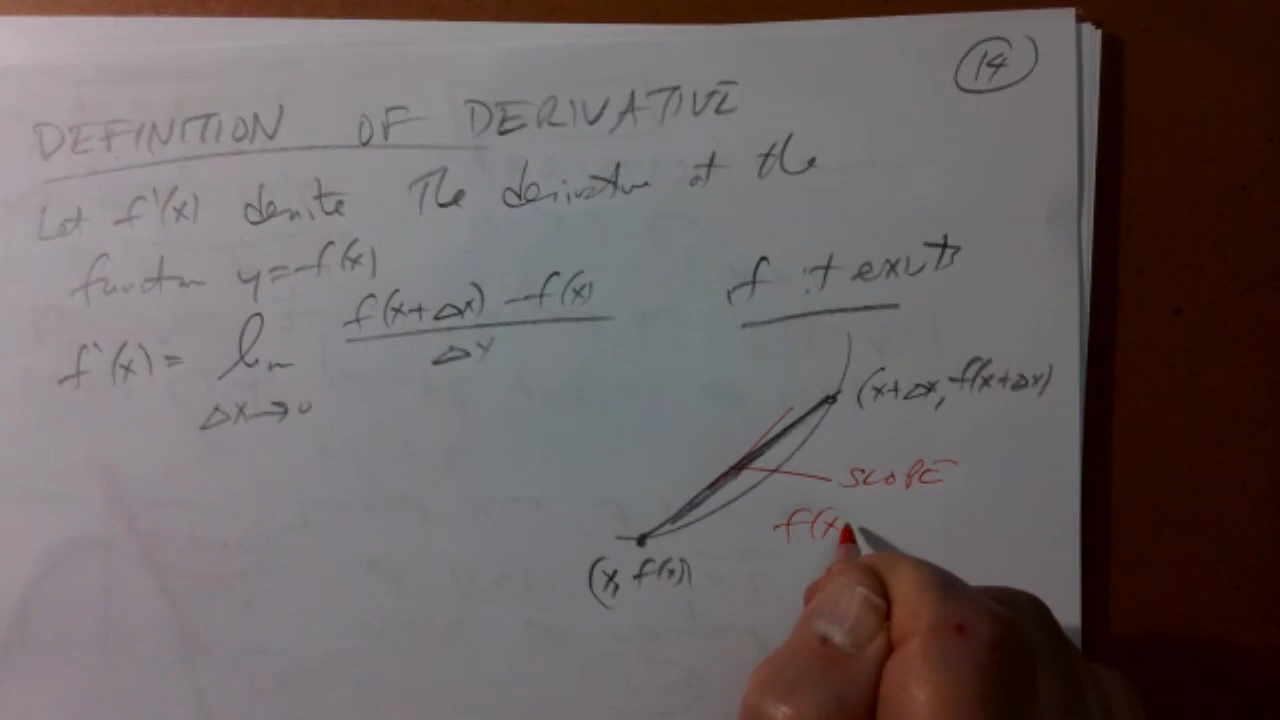 14
DEFINITION OF DERIVATIVE
Let f'(x) denote The derivative of the
function y=f(x)
f'(x) = lim f(x+Δx) -f(x)
Δx
Δx→0
if it exists
(x+Δx, f(x+Δx)
SLOPE
f(x
(x, f(x))